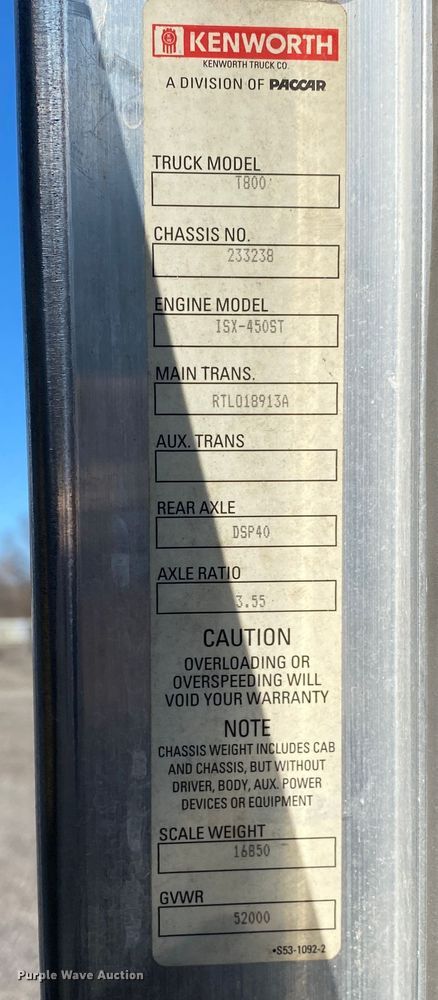 KENWORTH
KENWORTH TRUCK CO.
A DIVISION OF PACCAR
TRUCK MODEL
T800
CHASSIS NO.
233238
ENGINE MODEL
ISX-450ST
MAIN TRANS.
RTLO18913A
AUX. TRANS
REAR AXLE
DSP40
AXLE RATIO
3.55
CAUTION
OVERLOADING OR
OVERSPEEDING WILL
VOID YOUR WARRANTY
NOTE
CHASSIS WEIGHT INCLUDES CAB
AND CHASSIS, BUT WITHOUT
DRIVER, BODY, AUX. POWER
DEVICES OR EQUIPMENT
SCALE WEIGHT
16850
GVWR
52000
•S53-1092-2
Purple Wave Auction